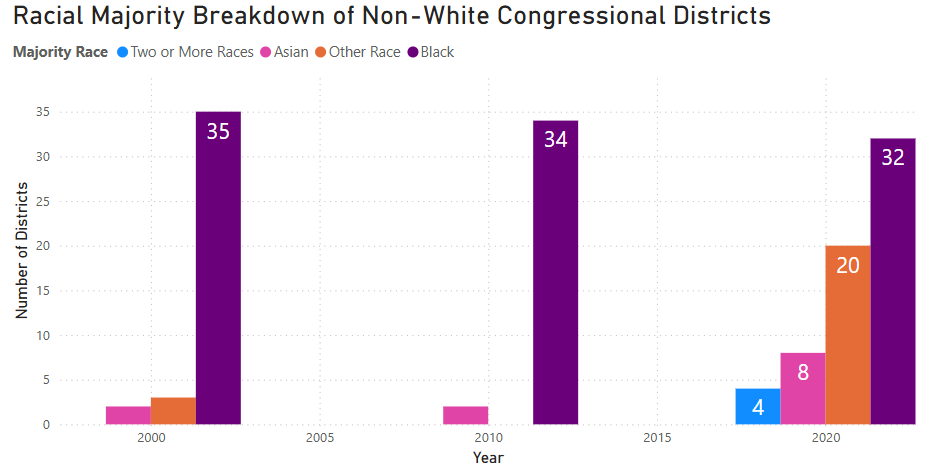 Racial Majority Breakdown of Non-White Congressional Districts
Majority Race Two or More Races Asian Other Race Black
35
30
25
20
15
10
5
0
Number of Districts
35
34
4
8
20
32
2000 2005 2010 2015 2020
Year